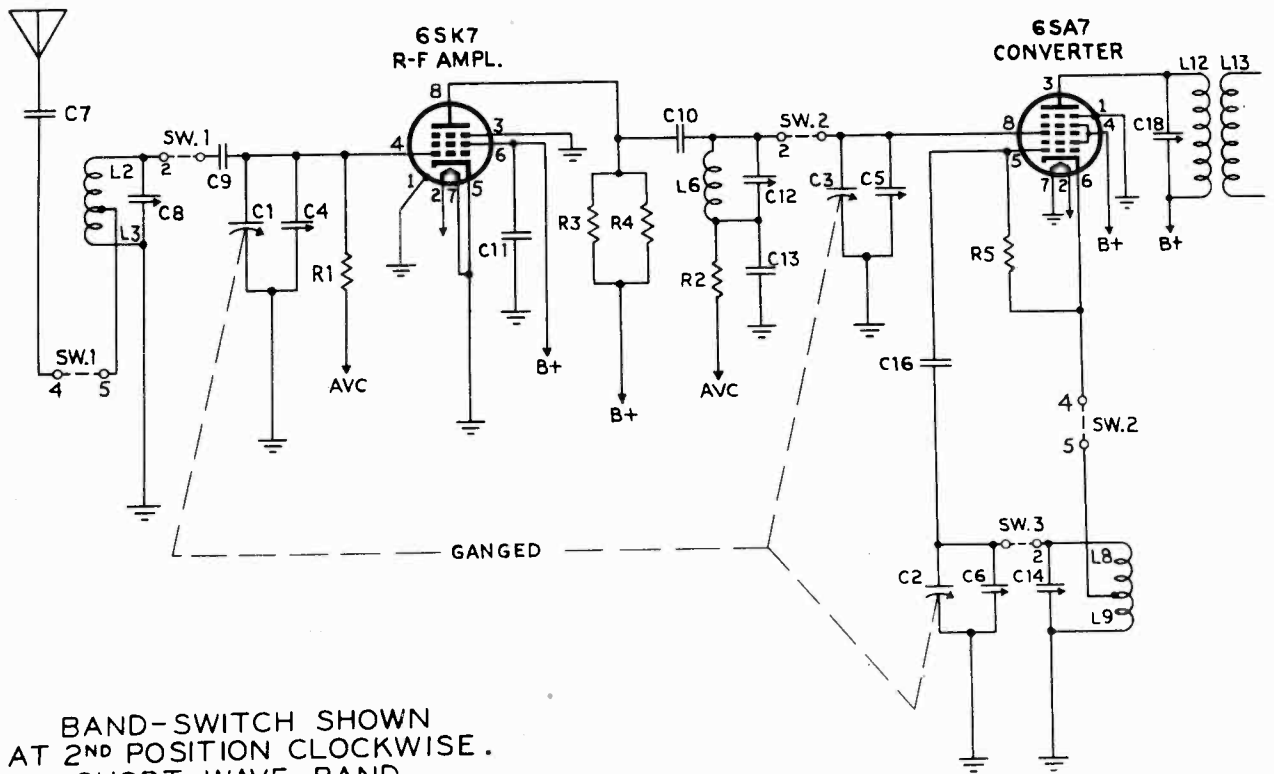 6SK7
R-F AMPL.
6SA7
CONVERTER
C7
L2
L3
SW.1
2
C8
C9
C1
C4
R1
AVC
SW.1
4 5
8
4
3
6
1
2
7
5
C11
B+
R3
R4
B+
C10
L6
C12
C13
R2
AVC
SW.2
2
C3
C5
8
5
3
1
4
7
2
6
R5
B+
C18
B+
L12
L13
C16
4
SW.2
5
GANGED
SW.3
2
C2
C6
C14
L8
L9
BAND-SWITCH SHOWN
AT 2ND POSITION CLOCKWISE.
SHORT WAVE BAND